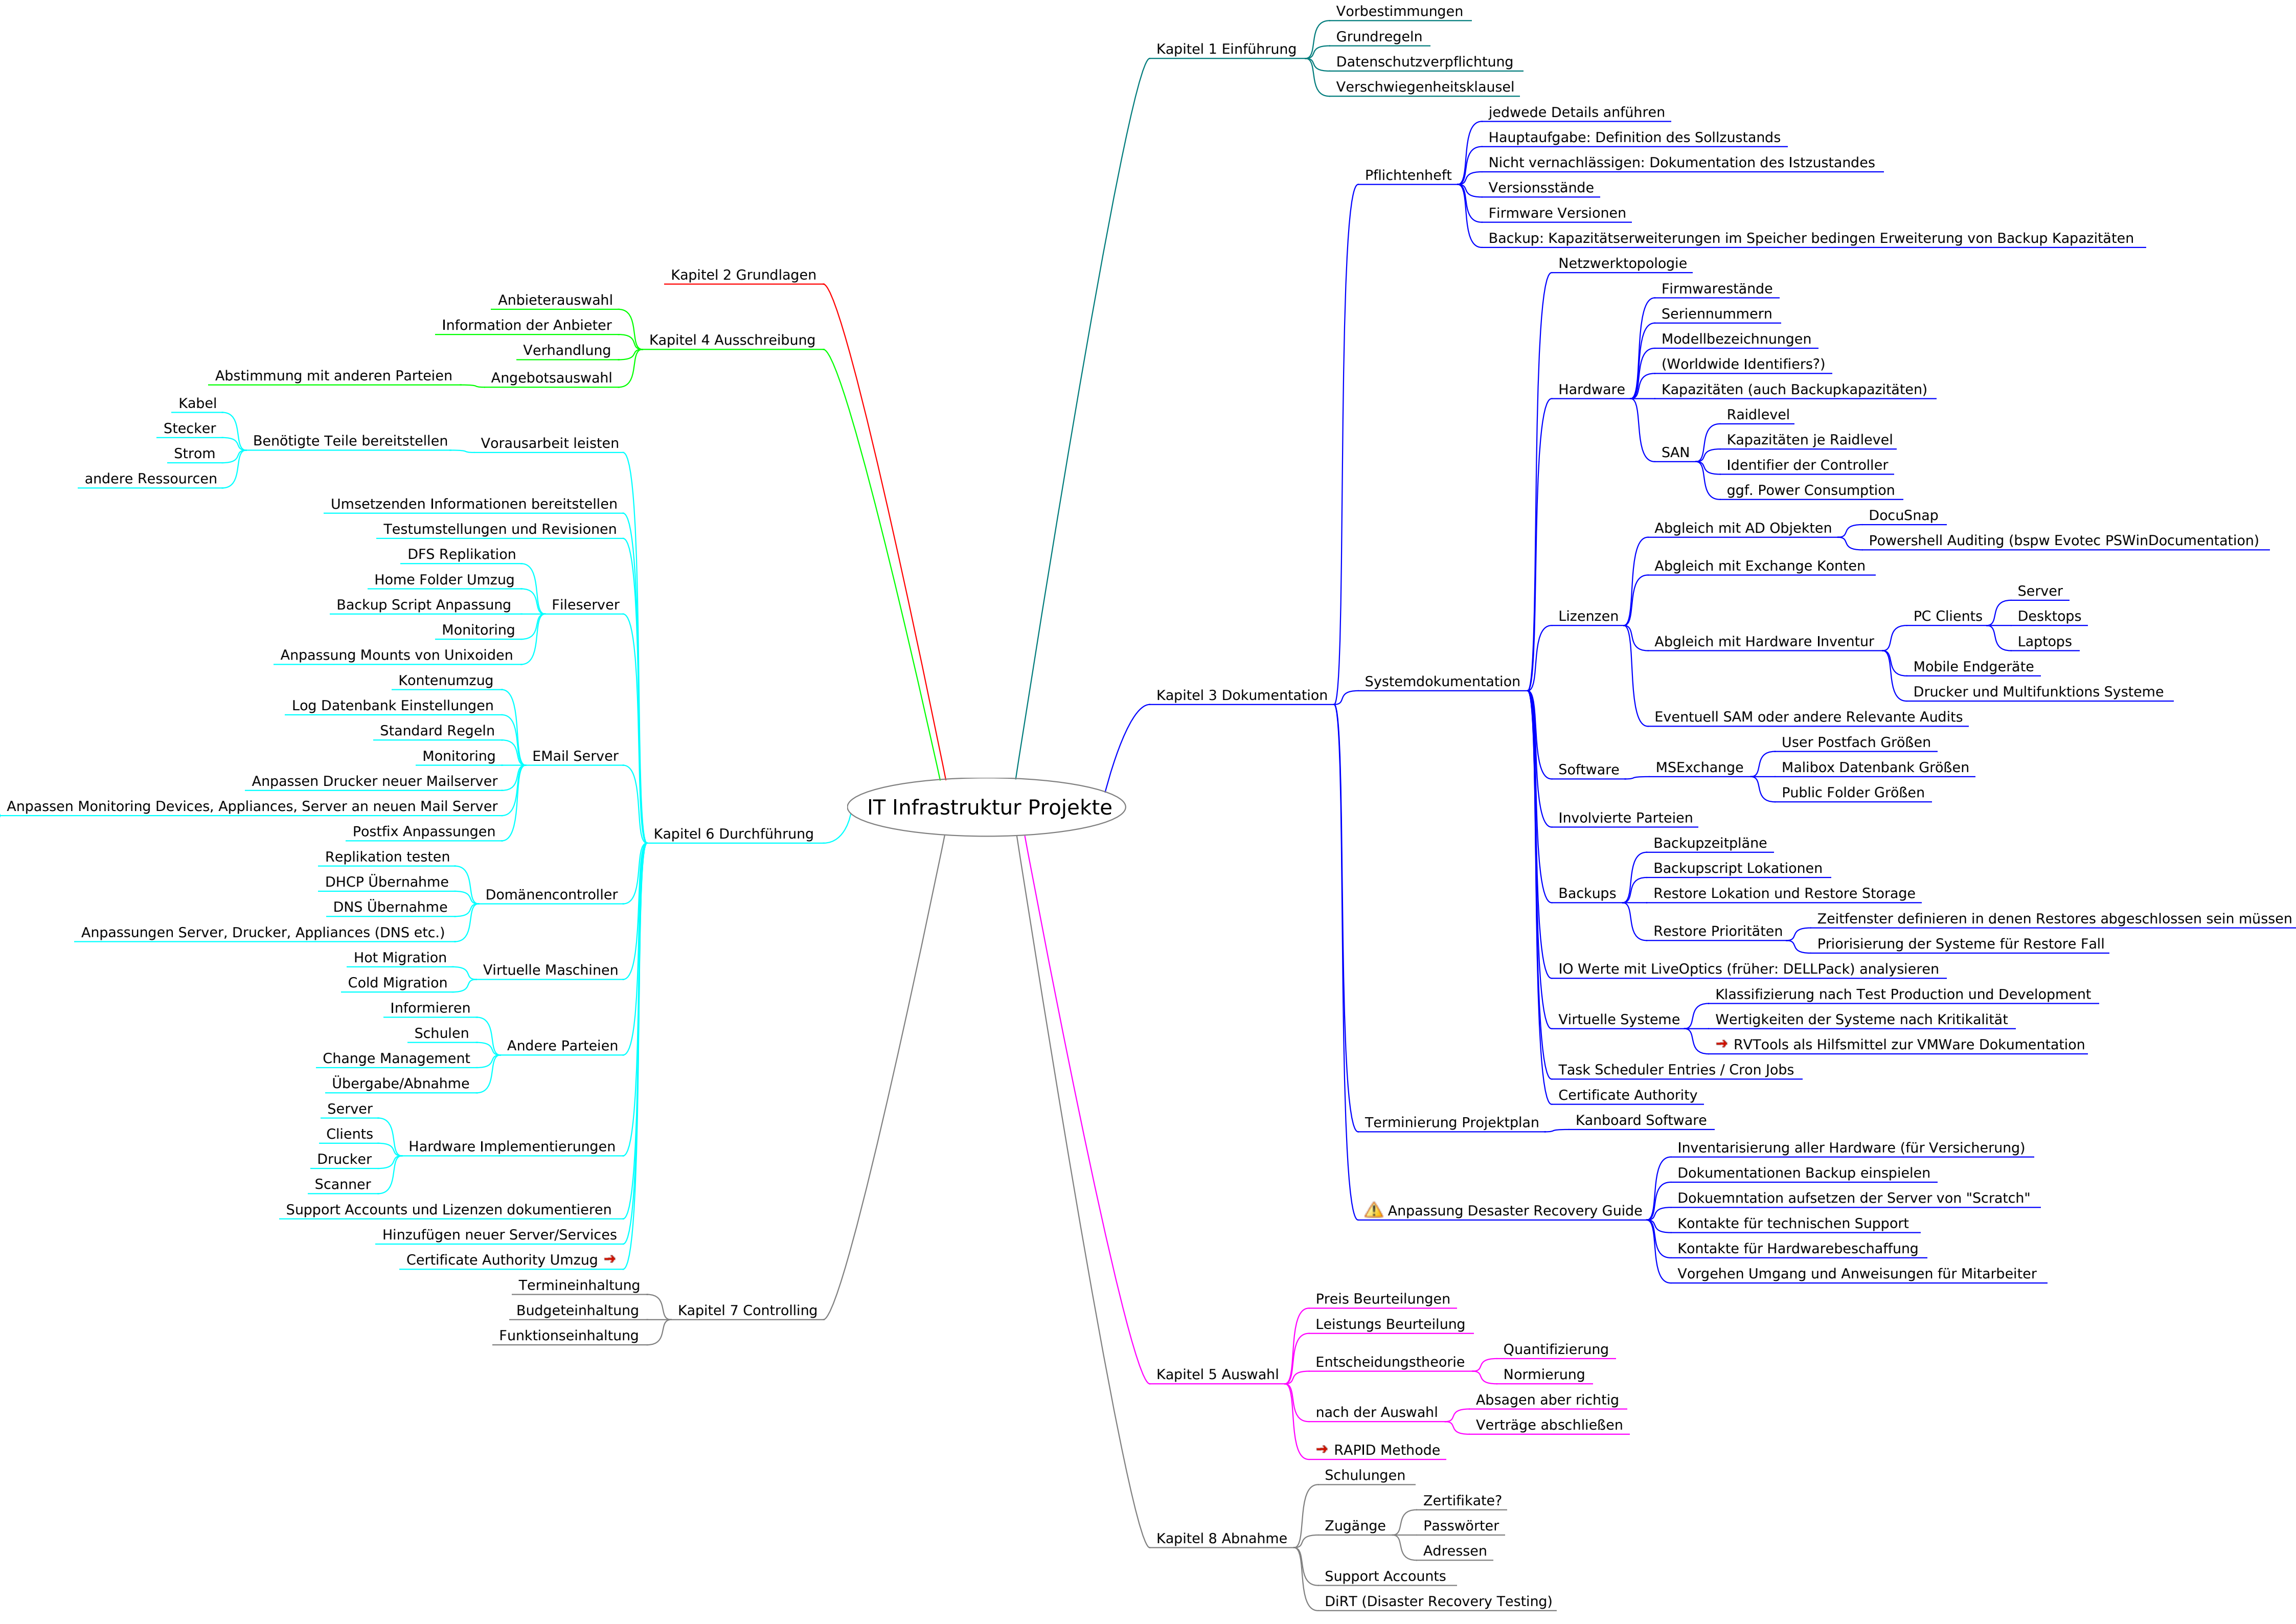 IT Infrastruktur Projekte
Kapitel 1 Einführung
Vorbestimmungen
Grundregeln
Datenschutzverpflichtung
Verschwiegenheitsklausel
Kapitel 2 Grundlagen
Kapitel 3 Dokumentation
Pflichtenheft
jedwede Details anführen
Hauptaufgabe: Definition des Sollzustands
Nicht vernachlässigen: Dokumentation des Istzustandes
Versionsstände
Firmware Versionen
Backup: Kapazitätserweiterungen im Speicher bedingen Erweiterung von Backup Kapazitäten
Systemdokumentation
Netzwerktopologie
Hardware
Firmwarestände
Seriennummern
Modellbezeichnungen
(Worldwide Identifiers?)
Kapazitäten (auch Backupkapazitäten)
SAN
Raidlevel
Kapazitäten je Raidlevel
Identifier der Controller
ggf. Power Consumption
Lizenzen
Abgleich mit AD Objekten
DocuSnap
Powershell Auditing (bspw Evotec PSWinDocumentation)
Abgleich mit Exchange Konten
Abgleich mit Hardware Inventur
PC Clients
Server
Desktops
Laptops
Mobile Endgeräte
Drucker und Multifunktions Systeme
Eventuell SAM oder andere Relevante Audits
Software
MSExchange
User Postfach Größen
Malibox Datenbank Größen
Public Folder Größen
Involvierte Parteien
Backups
Backupzeitpläne
Backupscript Lokationen
Restore Lokation und Restore Storage
Restore Prioritäten
Zeitfenster definieren in denen Restores abgeschlossen sein müssen
Priorisierung der Systeme für Restore Fall
IO Werte mit LiveOptics (früher: DELLPack) analysieren
Virtuelle Systeme
Klassifizierung nach Test Production und Development
Wertigkeiten der Systeme nach Kritikalität
RVTools als Hilfsmittel zur VMWare Dokumentation
Task Scheduler Entries / Cron Jobs
Certificate Authority
Terminierung Projektplan
Kanboard Software
Anpassung Desaster Recovery Guide
Inventarisierung aller Hardware (für Versicherung)
Dokumentationen Backup einspielen
Dokuemntation aufsetzen der Server von "Scratch"
Kontakte für technischen Support
Kontakte für Hardwarebeschaffung
Vorgehen Umgang und Anweisungen für Mitarbeiter
Kapitel 4 Ausschreibung
Anbieterauswahl
Information der Anbieter
Verhandlung
Angebotsauswahl
Abstimmung mit anderen Parteien
Kapitel 5 Auswahl
Preis Beurteilungen
Leistungs Beurteilung
Entscheidungstheorie
Quantifizierung
Normierung
nach der Auswahl
Absagen aber richtig
Verträge abschließen
RAPID Methode
Kapitel 6 Durchführung
Vorausarbeit leisten
Benötigte Teile bereitstellen
Kabel
Stecker
Strom
andere Ressourcen
Umsetzenden Informationen bereitstellen
Testumstellungen und Revisionen
Fileserver
DFS Replikation
Home Folder Umzug
Backup Script Anpassung
Monitoring
Anpassung Mounts von Unixoiden
EMail Server
Kontenumzug
Log Datenbank Einstellungen
Standard Regeln
Monitoring
Anpassen Drucker neuer Mailserver
Anpassen Monitoring Devices, Appliances, Server an neuen Mail Server
Postfix Anpassungen
Domänencontroller
Replikation testen
DHCP Übernahme
DNS Übernahme
Anpassungen Server, Drucker, Appliances (DNS etc.)
Virtuelle Maschinen
Hot Migration
Cold Migration
Andere Parteien
Informieren
Schulen
Change Management
Übergabe/Abnahme
Hardware Implementierungen
Server
Clients
Drucker
Scanner
Support Accounts und Lizenzen dokumentieren
Hinzufügen neuer Server/Services
Certificate Authority Umzug
Kapitel 7 Controlling
Termineinhaltung
Budgeteinhaltung
Funktionseinhaltung
Kapitel 8 Abnahme
Schulungen
Zugänge
Zertifikate?
Passwörter
Adressen
Support Accounts
DiRT (Disaster Recovery Testing)